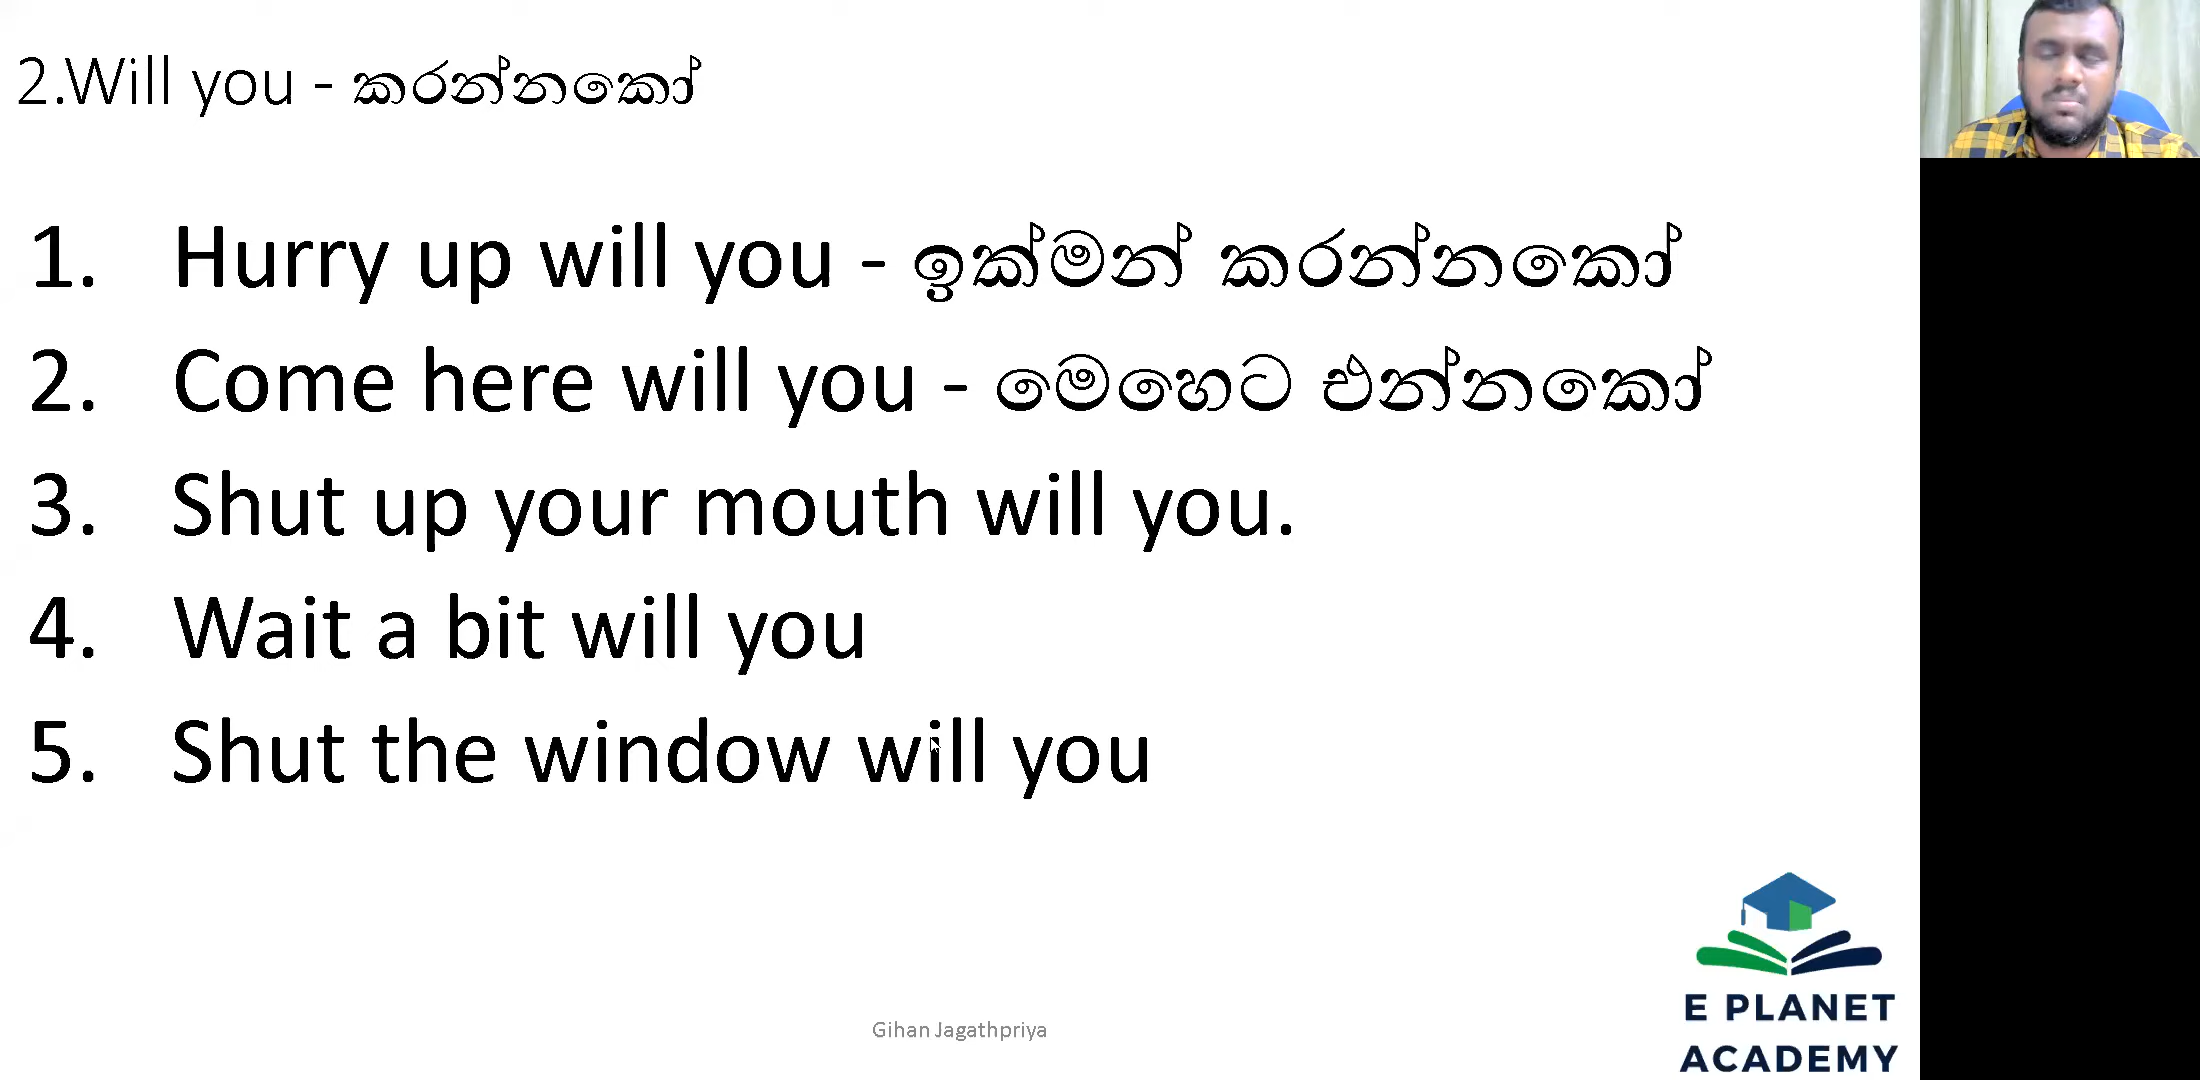 2.Will you - කරන්නකෝ
1. Hurry up will you - ඉක්මන් කරන්නකෝ
2. Come here will you - මෙහෙට එන්නකෝ
3. Shut up your mouth will you.
4. Wait a bit will you
5. Shut the window will you
Gihan Jagathpriya
E PLANET
ACADEMY